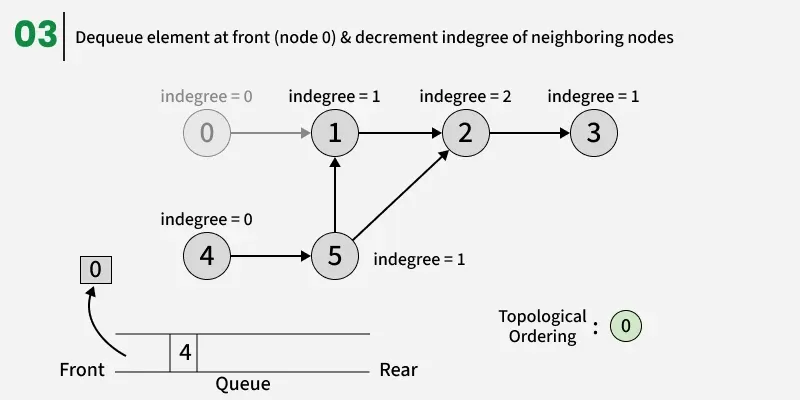 03
Dequeue element at front (node 0) & decrement indegree of neighboring nodes
indegree = 0
indegree = 1
indegree = 2
indegree = 1
0
1
2
3
indegree = 0
4
5
indegree = 1
0
4
Front
Queue
Rear
Topological
Ordering
:
0